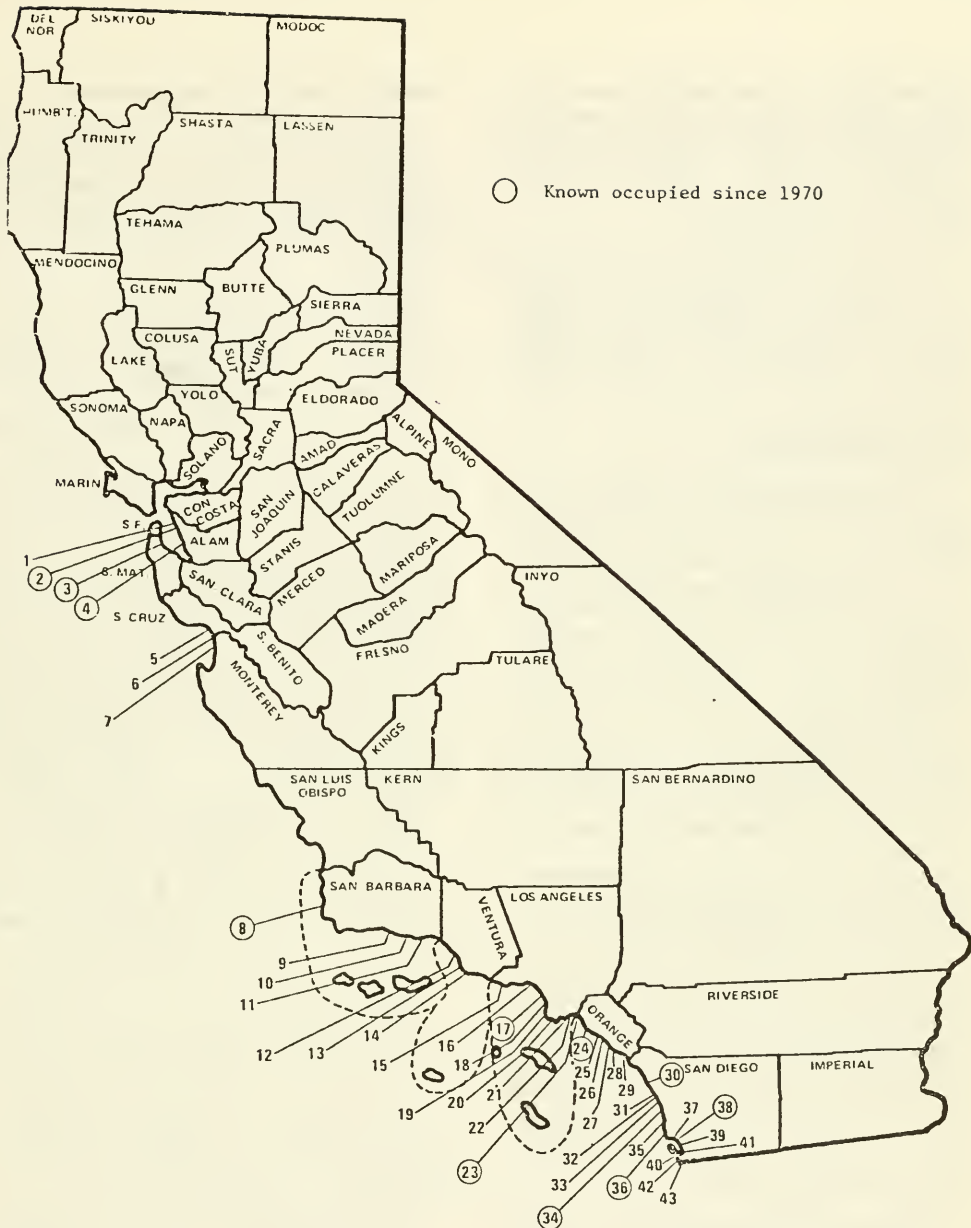 DEL
NOR
SISKIYOU
MODOC
HUMB'T.
TRINITY
SHASTA
LASSEN
Known occupied since 1970
TEHAMA
PLUMAS
MENDOCINO
GLENN
BUTTE
SIERRA
COLUSA
NEVADA
LAKE
SUT
YUBA
PLACER
SONOMA
NAPA
YOLO
ELDORADO
SOLANO
SACRA
AMAD
ALPINE
MONO
MARIN
CALAVERAS
CON
COSTA
SAN
JOAQUIN
TUOLUMNE
S.F.
ALAM
STANIS
MARIPOSA
1
2
3
4
S. MAT
SAN CLARA
MERCED
MADERA
INYO
S CRUZ
S. BENITO
FRESNO
TULARE
5
6
7
MONTEREY
KINGS
SAN LUIS
OBISPO
KERN
SAN BERNARDINO
SAN BARBARA
VENTURA
LOS ANGELES
8
9
10
11
12
13
14
15
16
17
18
19
20
21
22
23
24
25
26
27
28
29
ORANGE
RIVERSIDE
30
SAN DIEGO
IMPERIAL
31
32
33
34
35
36
37
38
39
40
41
42
43